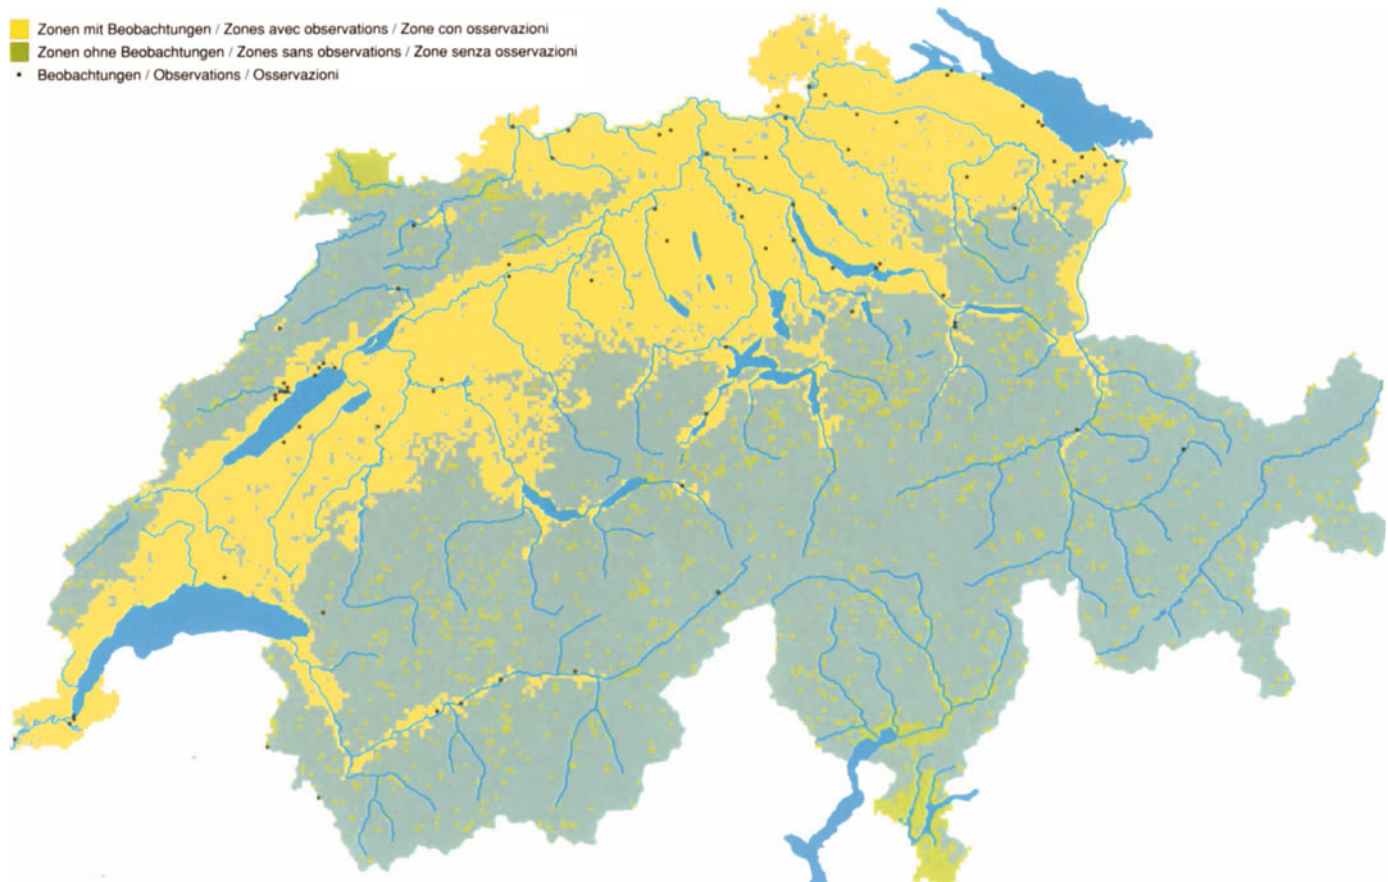 Zonen mit Beobachtungen / Zones avec observations / Zone con osservazioni
Zonen ohne Beobachtungen / Zones sans observations / Zone senza osservazioni
Beobachtungen / Observations / Osservazioni